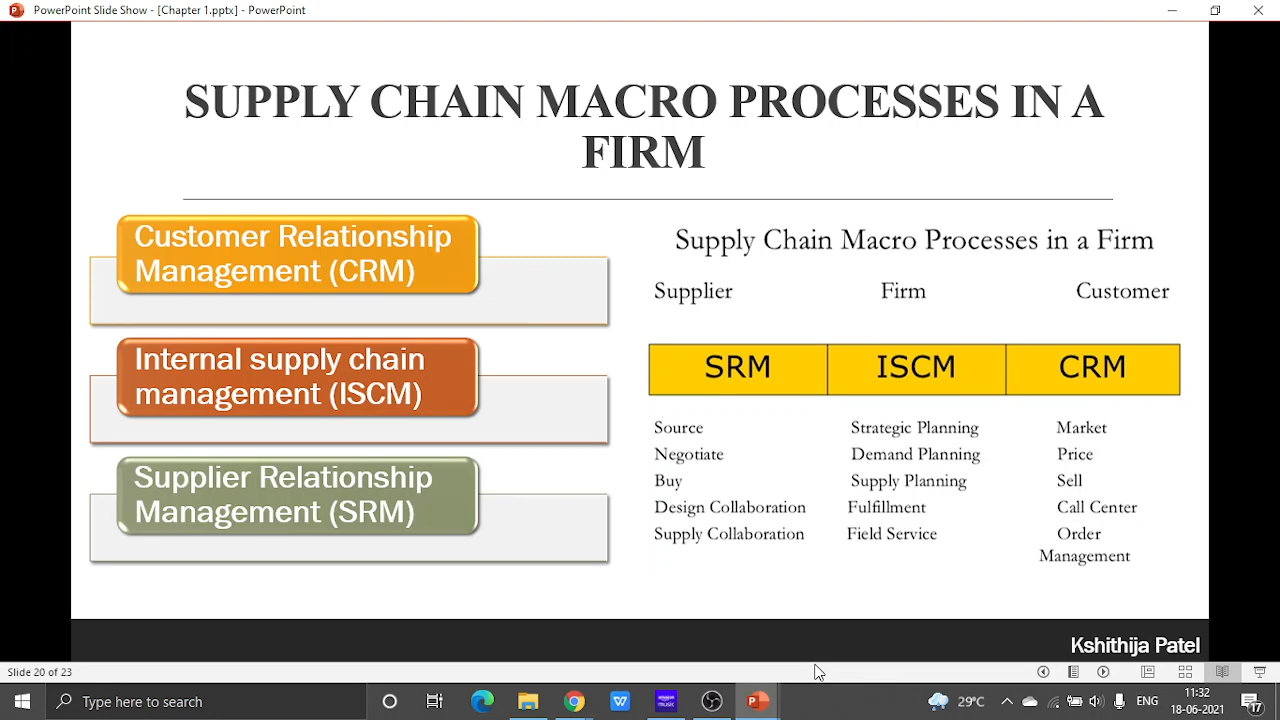 PowerPoint Slide Show - [Chapter 1.pptx] - PowerPoint
SUPPLY CHAIN MACRO PROCESSES IN A
FIRM
Customer Relationship
Management (CRM)
Internal supply chain
management (ISCM)
Supplier Relationship
Management (SRM)
Supply Chain Macro Processes in a Firm
Supplier Firm Customer
SRM ISCM CRM
Source Strategic Planning Market
Negotiate Demand Planning Price
Buy Supply Planning Sell
Design Collaboration Fulfillment Call Center
Supply Collaboration Field Service Order
Management
Kshithija Patel
Slide 20 of 23
Type here to search
29°C ENG 11:32
18-06-2021
17